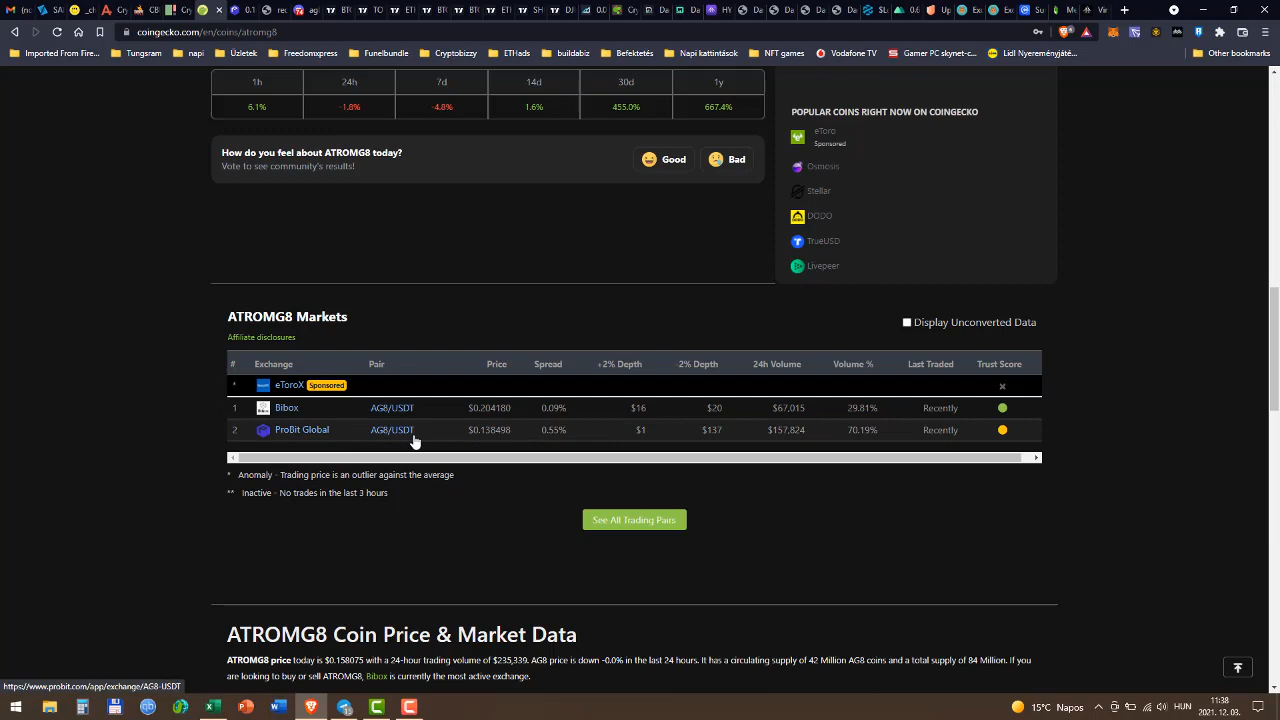 coingecko.com/en/coins/atromg8
Imported From Fire... Tungsram napi Üzletek Freedomxpress Fundbundle Cryptobizzy ETHads buildabiz Befektetés Napi kattintások NFT games Vodafone TV Gamer PC skynet-c... Lidl Nyereményjáté... Other bookmarks
1h 24h 7d 14d 30d 1y
6.1% -1.8% -4.8% 1.6% 455.0% 667.4%
How do you feel about ATROMG8 today?
Vote to see community's results!
Good Bad
POPULAR COINS RIGHT NOW ON COINGECKO
eToro
Sponsored
Osmosis
Stellar
DODO
TrueUSD
Livepeer
ATROMG8 Markets
Affiliate disclosures
Display Unconverted Data
# Exchange Pair Price Spread +2% Depth -2% Depth 24h Volume Volume % Last Traded Trust Score
* eToroX Sponsored
1 Bibox AG8/USDT $0.204180 0.09% $16 $20 $67,015 29.81% Recently
2 ProBit Global AG8/USDT $0.138498 0.55% $1 $137 $157,824 70.19% Recently
* Anomaly - Trading price is an outlier against the average
** Inactive - No trades in the last 3 hours
See All Trading Pairs
ATROMG8 Coin Price & Market Data
ATROMG8 price today is $0.158075 with a 24-hour trading volume of $235,339. AG8 price is down -0.0% in the last 24 hours. It has a circulating supply of 42 Million AG8 coins and a total supply of 84 Million. If you
are looking to buy or sell ATROMG8, Bibox is currently the most active exchange.
https://www.probit.com/app/exchange/AG8-USDT
15°C Napos
HUN
11:38
2021. 12. 03.